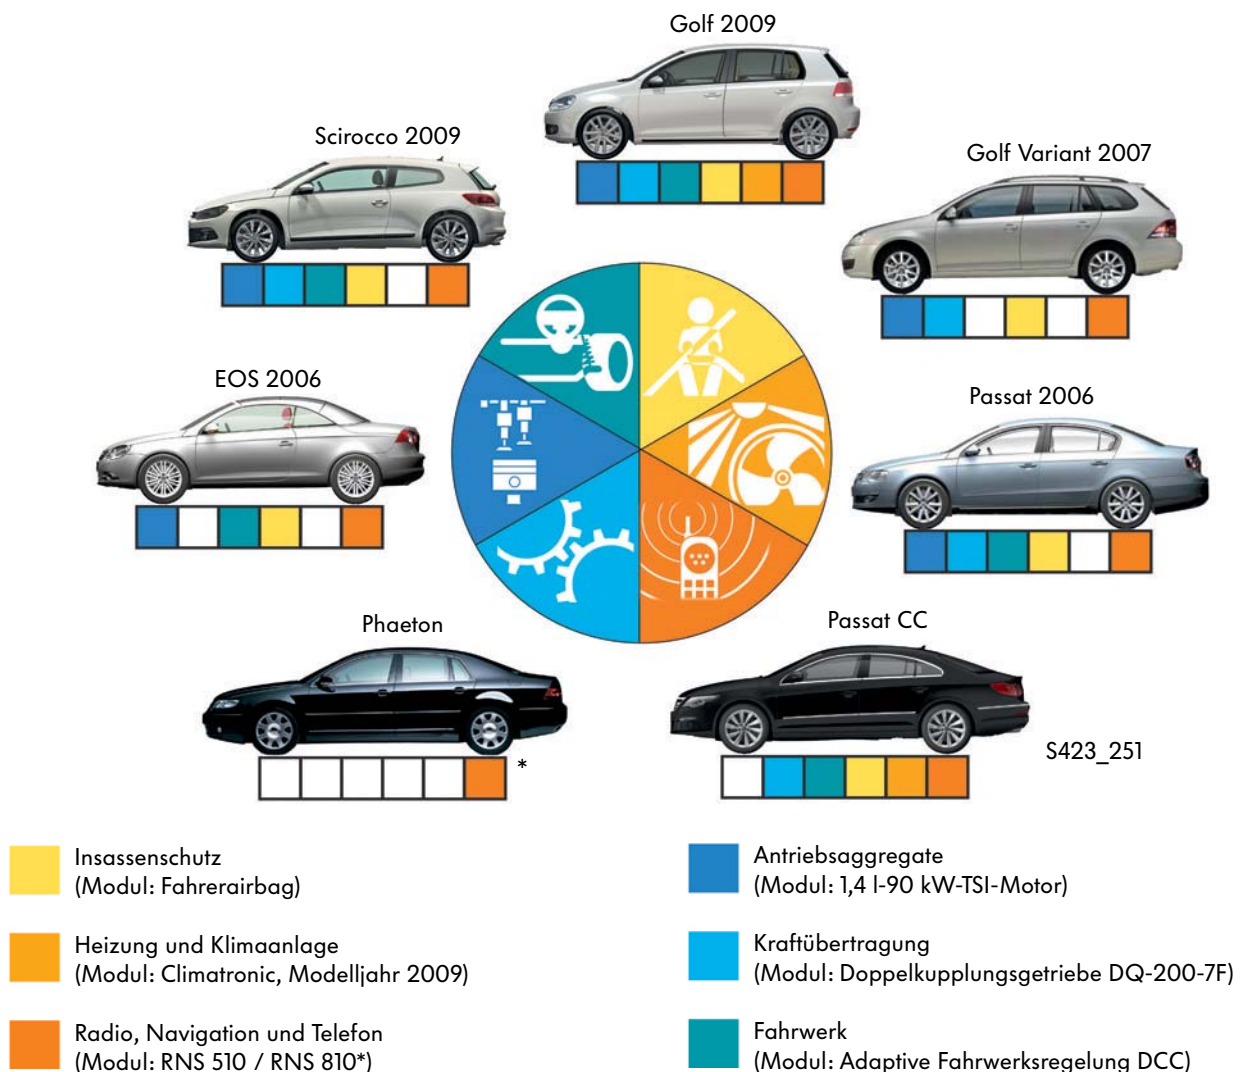 Golf 2009
Scirocco 2009
Golf Variant 2007
EOS 2006
Passat 2006
Phaeton
Passat CC
*
S423_251
Insassenschutz
(Modul: Fahrerairbag)
Heizung und Klimaanlage
(Modul: Climatronic, Modelljahr 2009)
Radio, Navigation und Telefon
(Modul: RNS 510 / RNS 810*)
Antriebsaggregate
(Modul: 1,4 l-90 kW-TSI-Motor)
Kraftübertragung
(Modul: Doppelkupplungsgetriebe DQ-200-7F)
Fahrwerk
(Modul: Adaptive Fahrwerksregelung DCC)